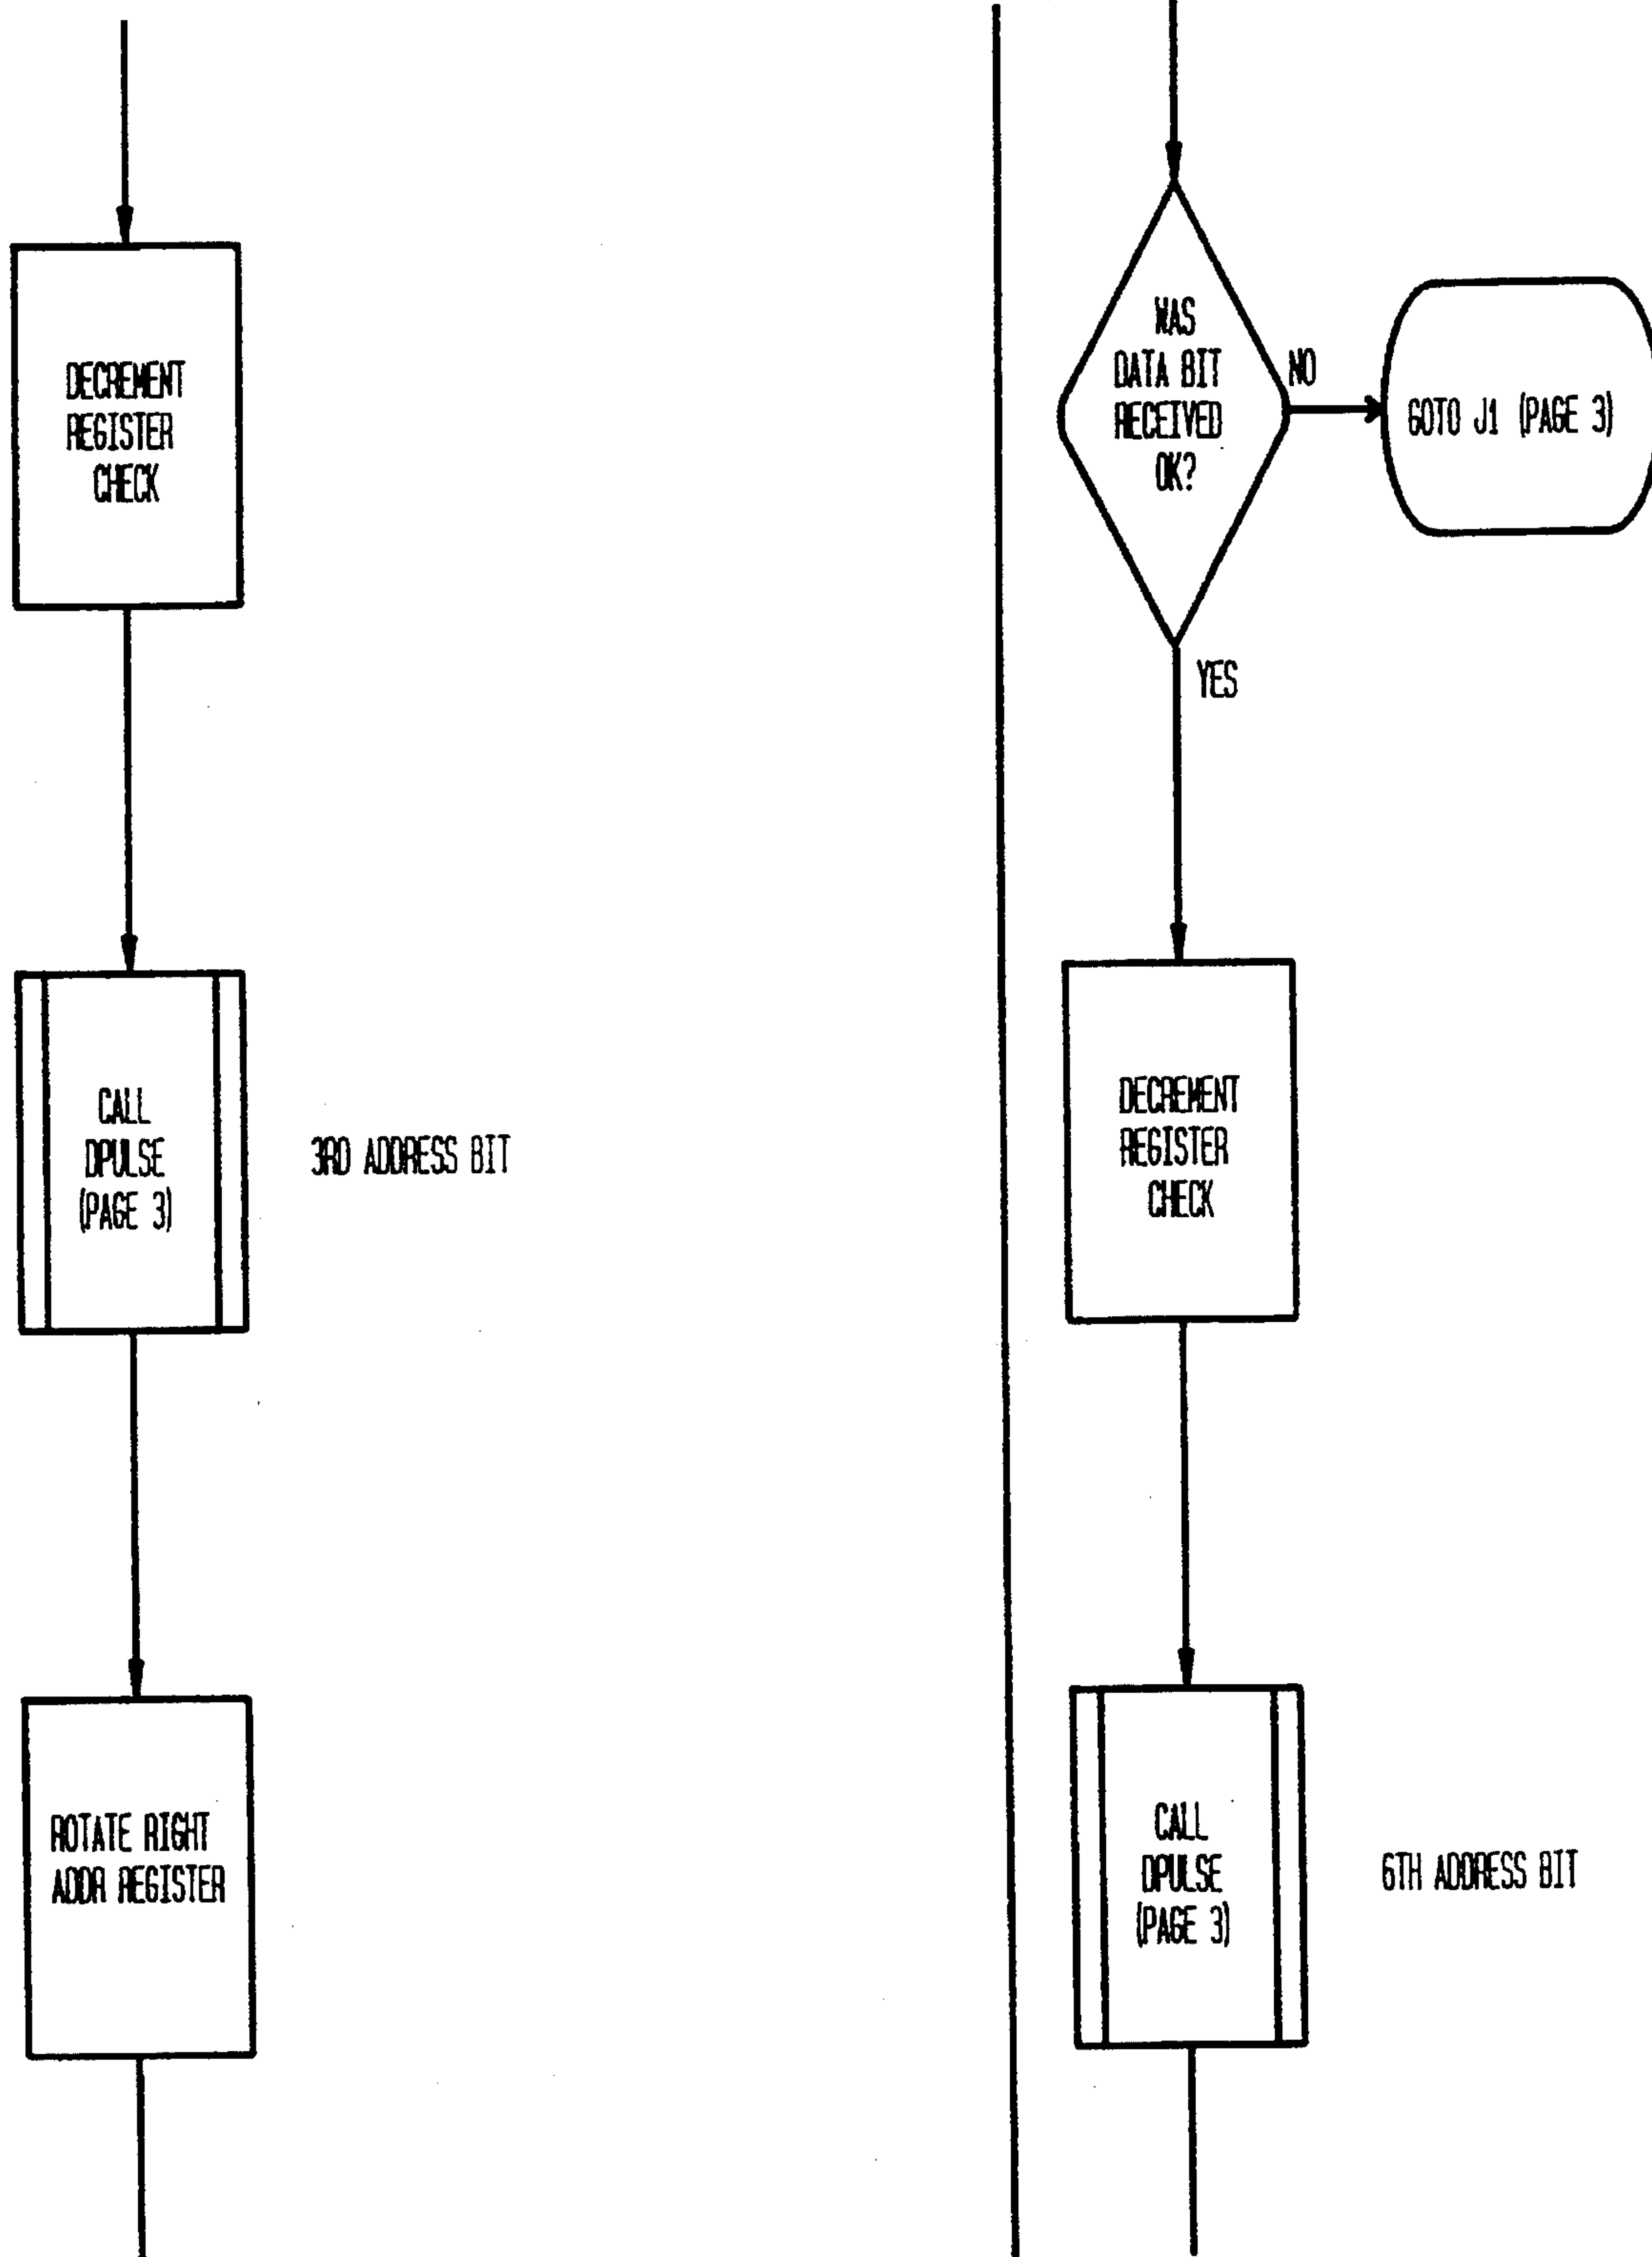 DECREMENT
REGISTER
CHECK
CALL
DPULSE
(PAGE 3)
3RD ADDRESS BIT
ROTATE RIGHT
ADDR REGISTER
WAS
DATA BIT
RECEIVED
OK?
NO
GOTO J1 (PAGE 3)
YES
DECREMENT
REGISTER
CHECK
CALL
DPULSE
(PAGE 3)
6TH ADDRESS BIT